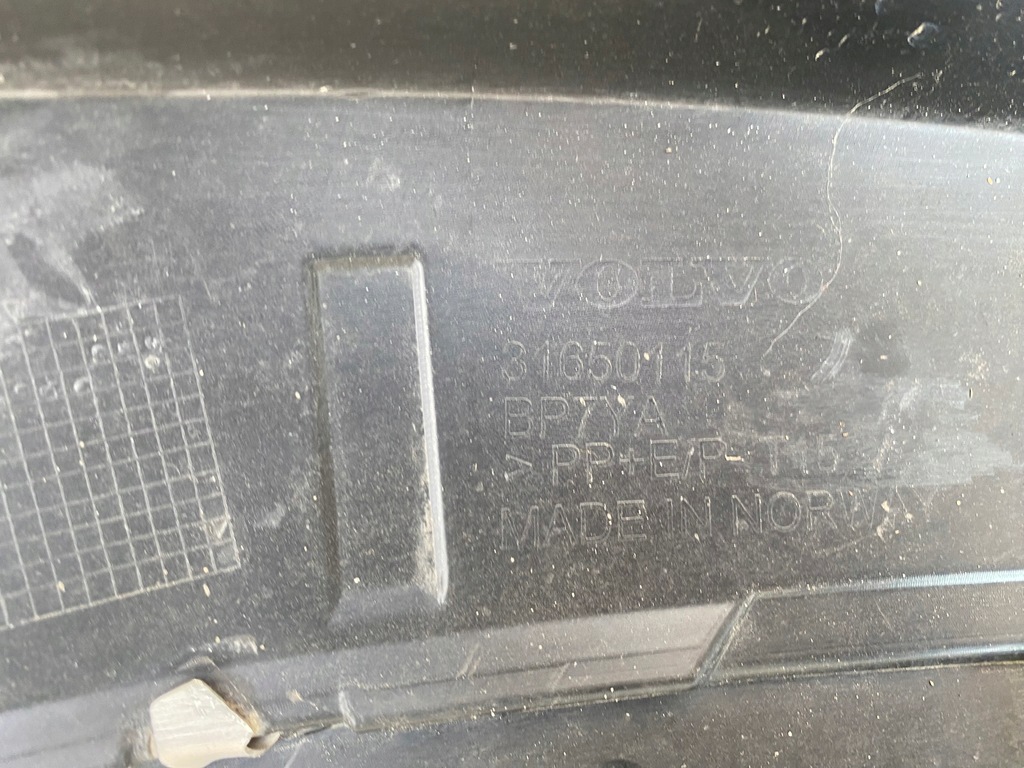 VOLVO
31650115
BP7YA
>PP+E/P-T15<
MADE IN NORWAY